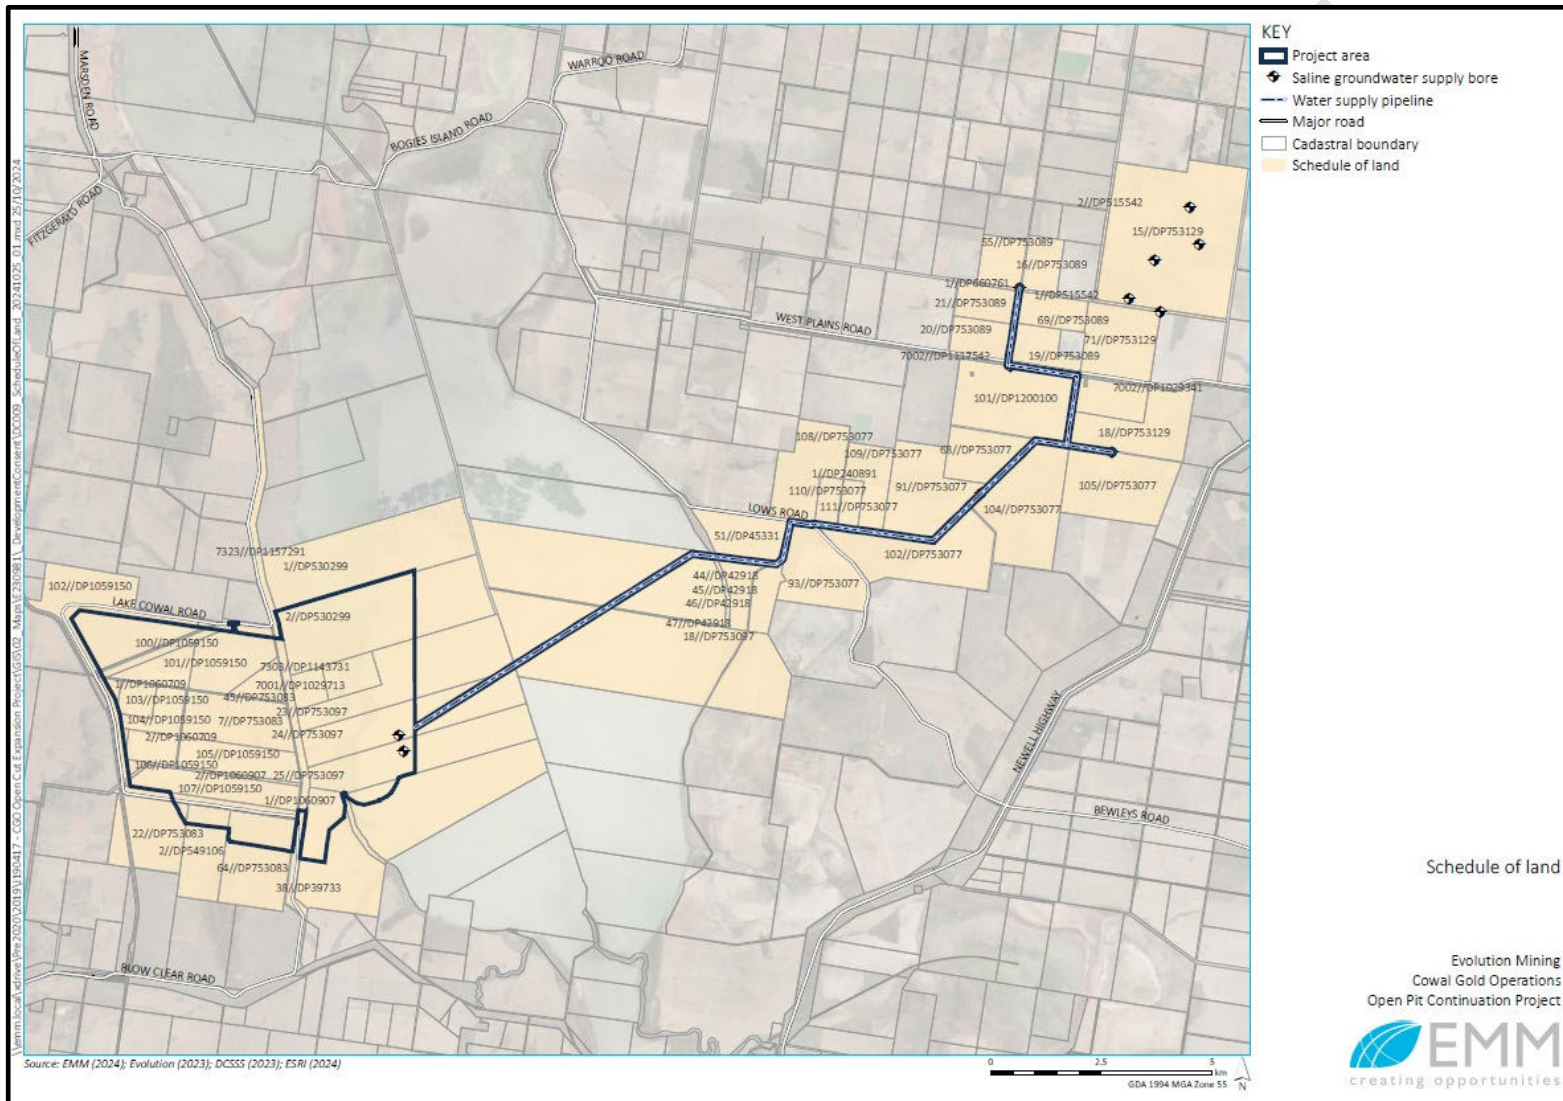 KEY
Project area
Saline groundwater supply bore
Water supply pipeline
Major road
Cadastral boundary
Schedule of land
MARSDEN ROAD
WARROO ROAD
BOGIES ISLAND ROAD
FITZGERALD ROAD
2//DP515542
15//DP753129
55//DP753089
16//DP753089
1//DP660761
1//DP515542
21//DP753089
69//DP753089
WEST PLAINS ROAD
20//DP753089
71//DP753129
7002//DP1117542
19//DP753089
7002//DP1029341
101//DP1200100
18//DP753129
108//DP753077
109//DP753077
68//DP753077
1//DP240891
110//DP753077
91//DP753077
105//DP753077
111//DP753077
104//DP753077
LOWS ROAD
51//DP45331
102//DP753077
7323//DP1157291
1//DP530299
44//DP42918
93//DP753077
45//DP42918
46//DP42918
47//DP42918
18//DP753097
102//DP1059150
LAKE COWAL ROAD
2//DP530299
100//DP1059150
101//DP1059150
7303//DP1143731
1//DP1060709
7001//DP1029713
103//DP1059150
45//DP753083
23//DP753097
104//DP1059150
7//DP753083
24//DP753097
2//DP1060709
105//DP1059150
106//DP1059150
2//DP1060907
25//DP753097
107//DP1059150
1//DP1060907
22//DP753083
2//DP549106
64//DP753083
38//DP39733
NEWELL HIGHWAY
BEWLEYS ROAD
BLOW CLEAR ROAD
Schedule of land
Evolution Mining
Cowal Gold Operations
Open Pit Continuation Project
EMM
creating opportunities
Source: EMM (2024); Evolution (2023); DCSSS (2023); ESRI (2024)
0 2.5 5
km
GDA 1994 MGA Zone 55
N